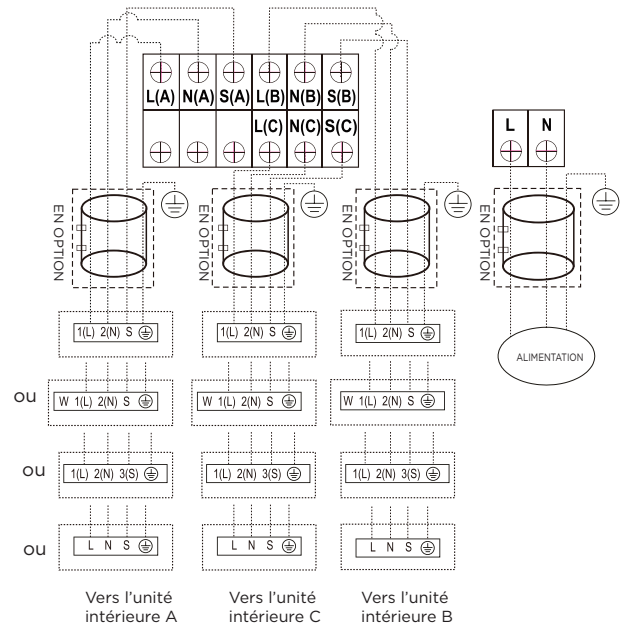 L(A) N(A) S(A) L(B) N(B) S(B)
L(C) N(C) S(C)
L N
EN OPTION
EN OPTION
EN OPTION
EN OPTION
1(L) 2(N) S
1(L) 2(N) S
1(L) 2(N) S
ALIMENTATION
ou
W 1(L) 2(N) S
W 1(L) 2(N) S
W 1(L) 2(N) S
ou
1(L) 2(N) 3(S)
1(L) 2(N) 3(S)
1(L) 2(N) 3(S)
ou
L N S
L N S
L N S
Vers l'unité
intérieure A
Vers l'unité
intérieure C
Vers l'unité
intérieure B